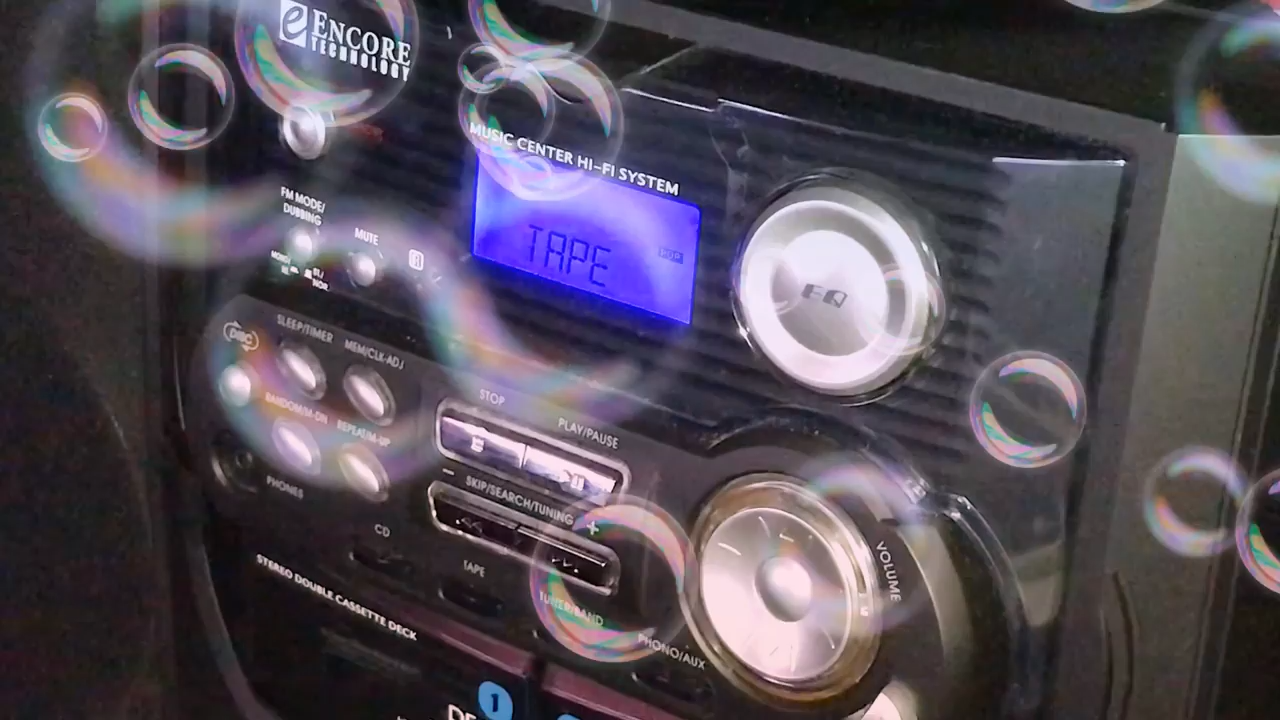 e ENCORE
TECHNOLOGY
MUSIC CENTER HI-FI SYSTEM
TAPE
POP
FM MODE/
DUBBING
MUTE
EQ
DISC
SLEEP/TIMER
MEM/CLK-ADJ
RANDOM/M-DN
REPEAT/M-UP
PHONES
STOP
PLAY/PAUSE
− SKIP/SEARCH/TUNING +
CD
TAPE
TUNER/BAND
PHONO/AUX
VOLUME
STEREO DOUBLE CASSETTE DECK
1